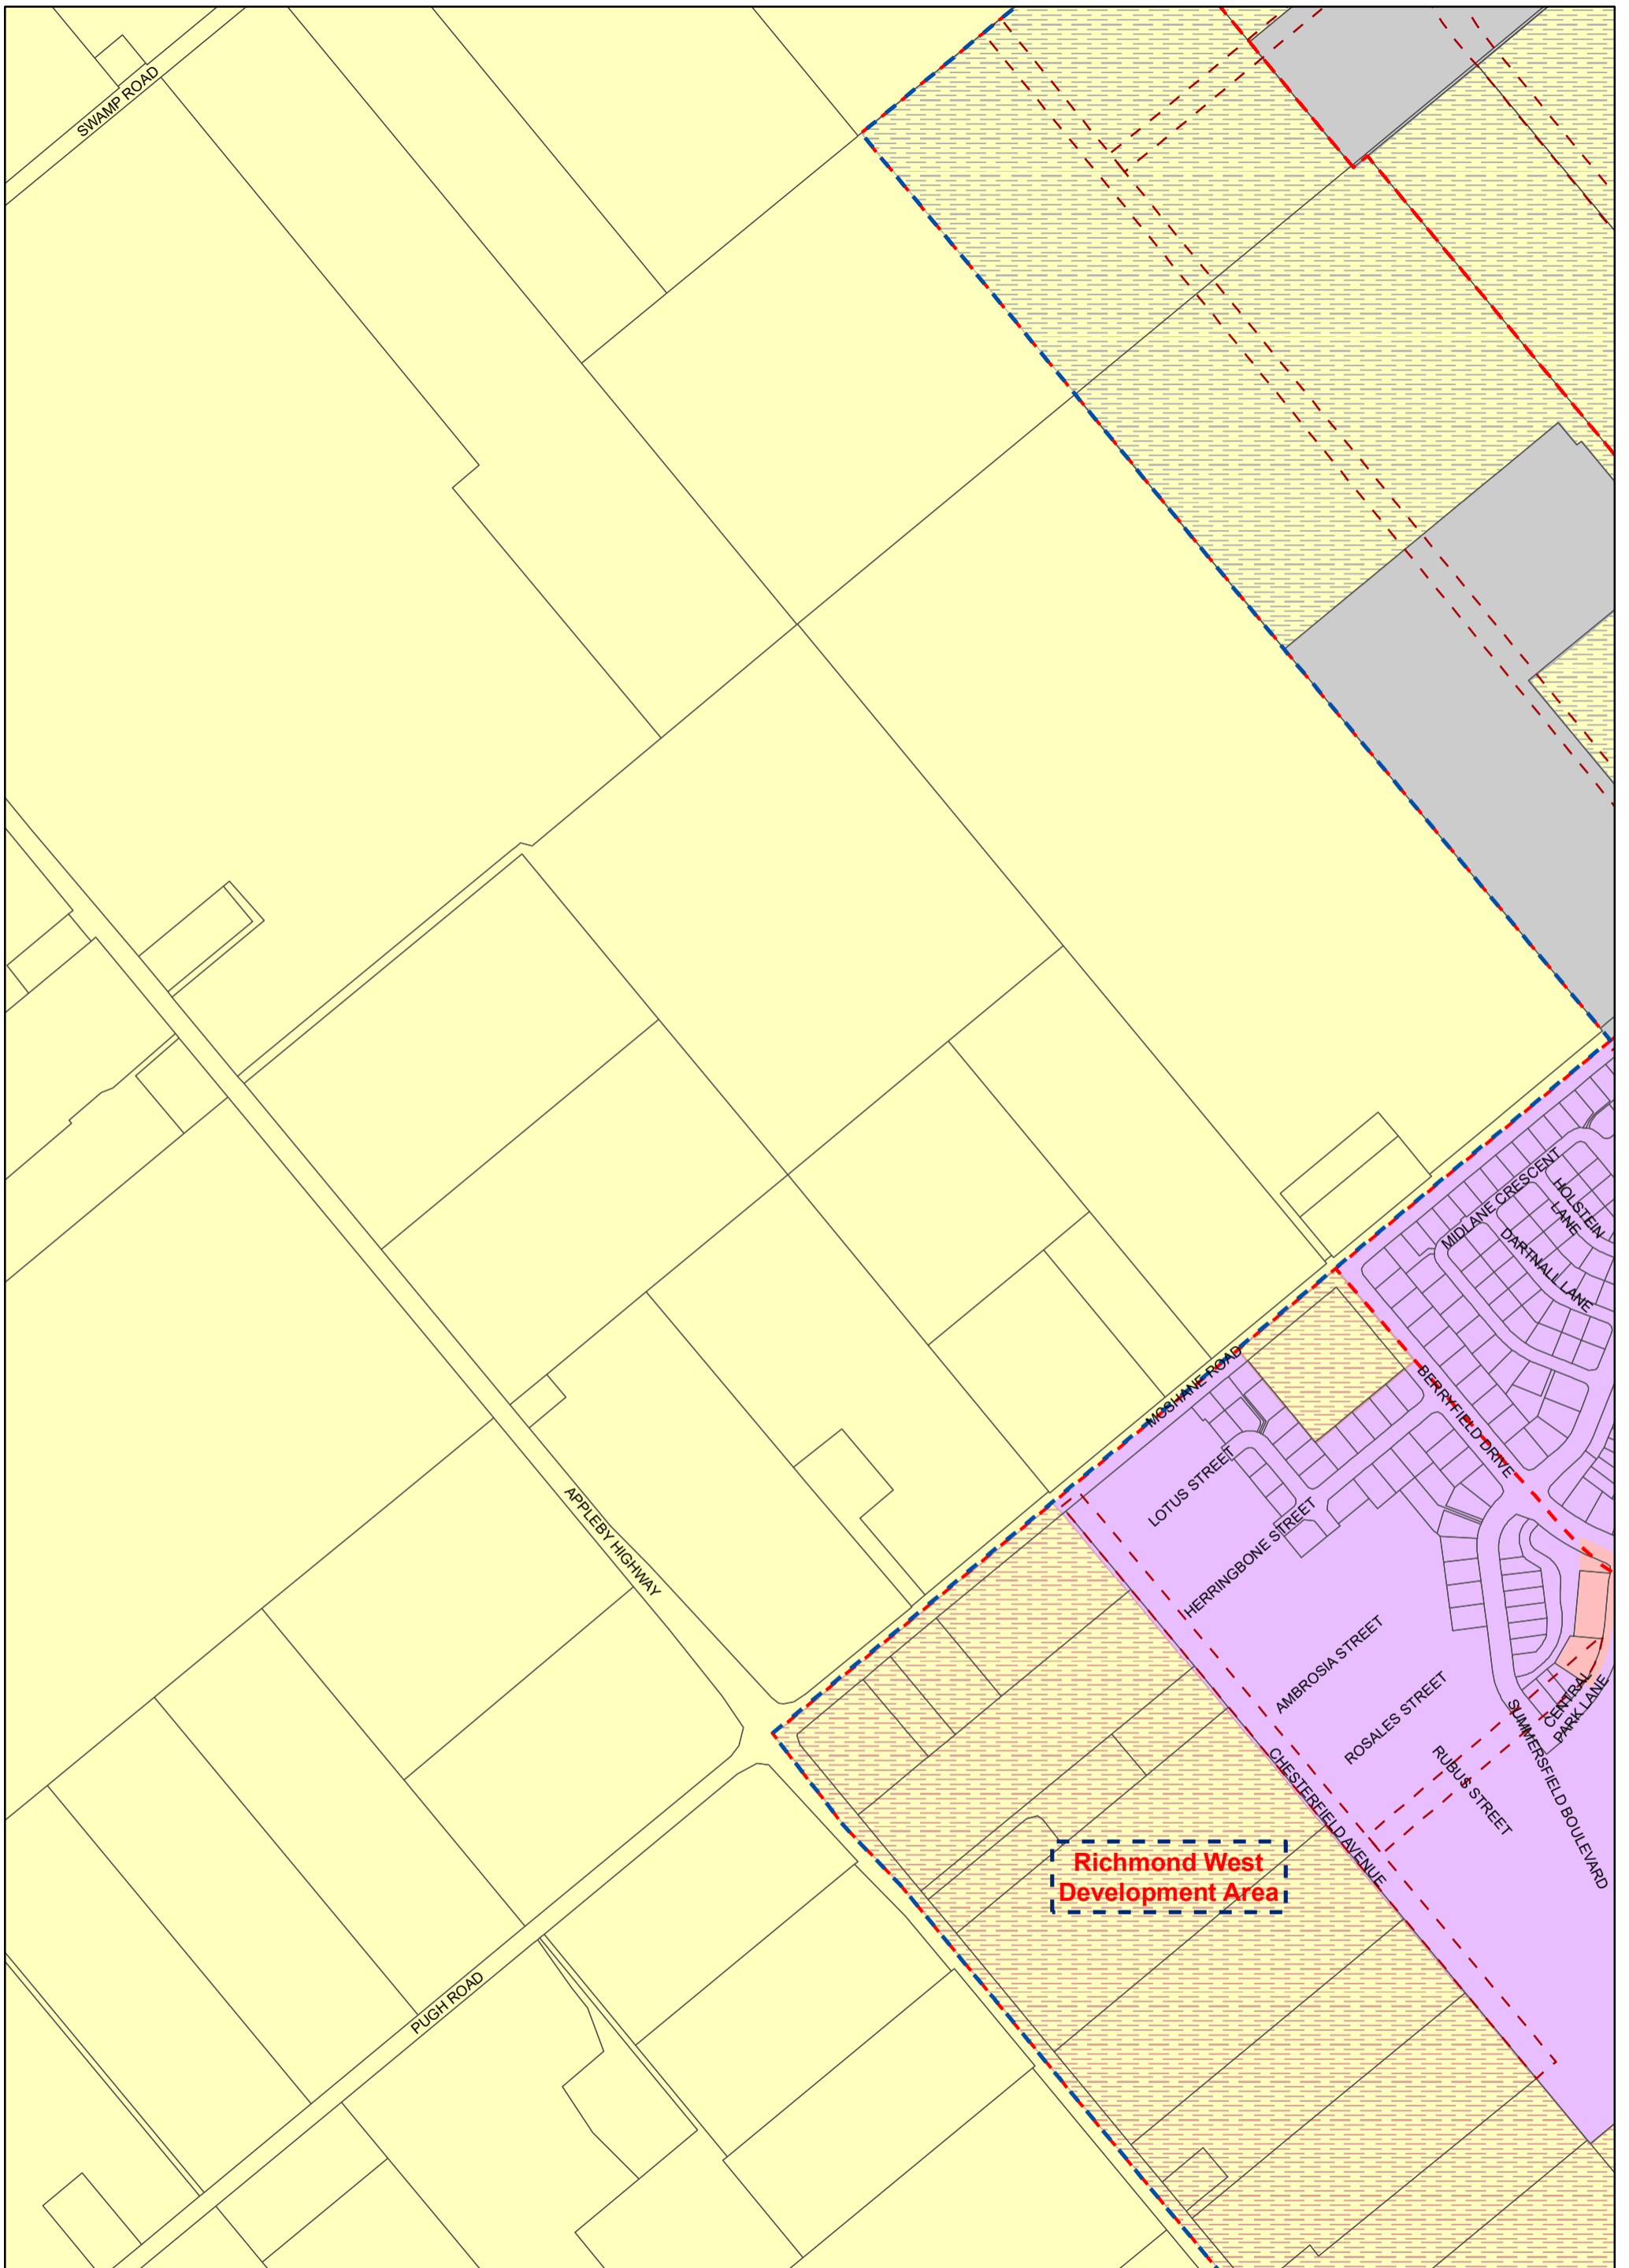 SWAMP ROAD
MIDLANE CRESCENT
HOLSTEIN
LANE
DARTNALL LANE
MCSHANE ROAD
BERRYFIELD DRIVE
LOTUS STREET
HERRINGBONE STREET
APPLEBY HIGHWAY
AMBROSIA STREET
ROSALES STREET
CENTRAL
PARK LANE
SUMMERSFIELD BOULEVARD
RUBUS STREET
CHESTERFIELD AVENUE
Richmond West
Development Area
PUGH ROAD